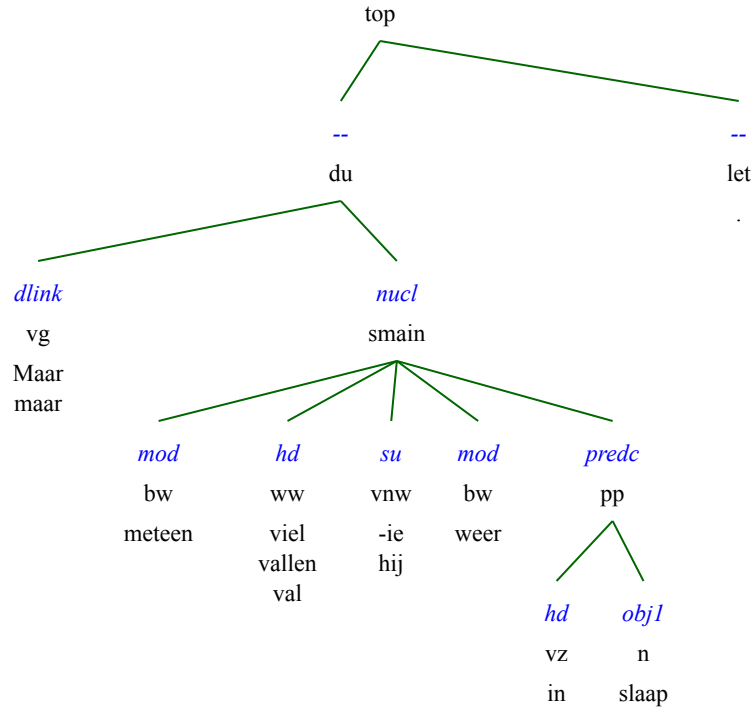 top
-- --
du let
.
dlink nucl
vg smain
Maar
maar
mod hd su mod predc
bw ww vnw bw pp
meteen viel -ie weer
vallen hij
val
hd obj1
vz n
in slaap